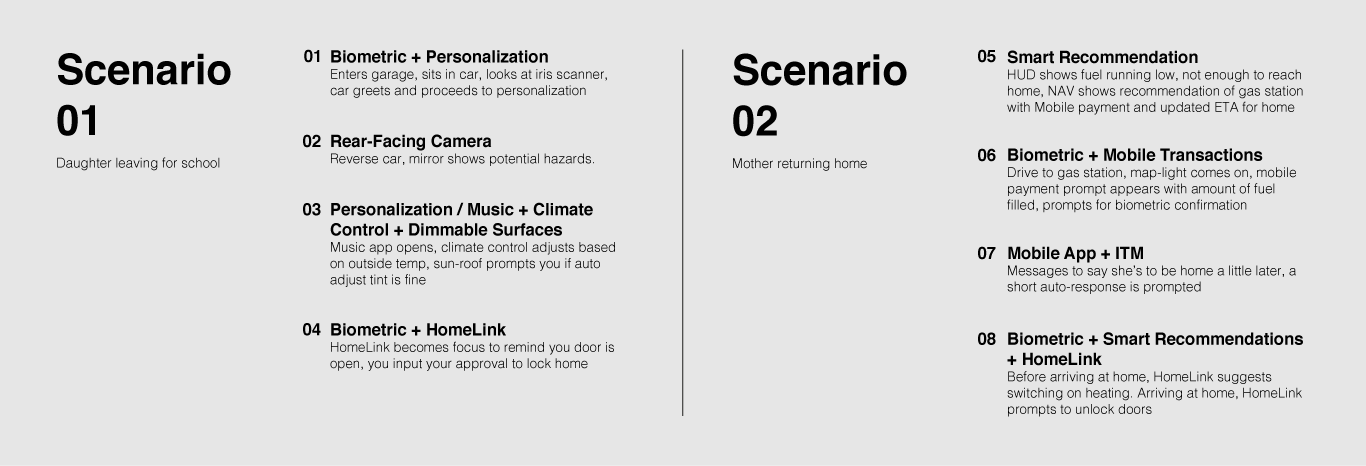 Scenario
01
Daughter leaving for school
01 Biometric + Personalization
Enters garage, sits in car, looks at iris scanner,
car greets and proceeds to personalization
02 Rear-Facing Camera
Reverse car, mirror shows potential hazards.
03 Personalization / Music + Climate
Control + Dimmable Surfaces
Music app opens, climate control adjusts based
on outside temp, sun-roof prompts you if auto
adjust tint is fine
04 Biometric + HomeLink
HomeLink becomes focus to remind you door is
open, you input your approval to lock home
Scenario
02
Mother returning home
05 Smart Recommendation
HUD shows fuel running low, not enough to reach
home, NAV shows recommendation of gas station
with Mobile payment and updated ETA for home
06 Biometric + Mobile Transactions
Drive to gas station, map-light comes on, mobile
payment prompt appears with amount of fuel
filled, prompts for biometric confirmation
07 Mobile App + ITM
Messages to say she's to be home a little later, a
short auto-response is prompted
08 Biometric + Smart Recommendations
+ HomeLink
Before arriving at home, HomeLink suggests
switching on heating. Arriving at home, HomeLink
prompts to unlock doors